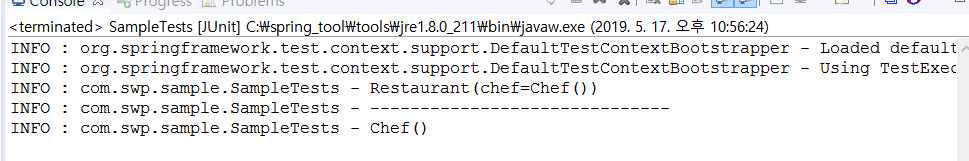 Console Progress Problems
<terminated> SampleTests [JUnit] C:₩spring_tool₩tools₩jre1.8.0_211₩bin₩javaw.exe (2019. 5. 17. 오후 10:56:24)
INFO : org.springframework.test.context.support.DefaultTestContextBootstrapper - Loaded default
INFO : org.springframework.test.context.support.DefaultTestContextBootstrapper - Using TestExec
INFO : com.swp.sample.SampleTests - Restaurant(chef=Chef())
INFO : com.swp.sample.SampleTests - ------------------------------
INFO : com.swp.sample.SampleTests - Chef()